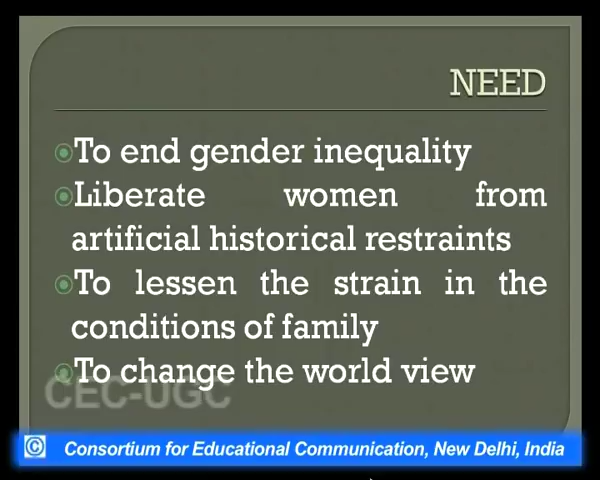 NEED
To end gender inequality
Liberate women from
artificial historical restraints
To lessen the strain in the
conditions of family
To change the world view
CEC-UGC
© Consortium for Educational Communication, New Delhi, India